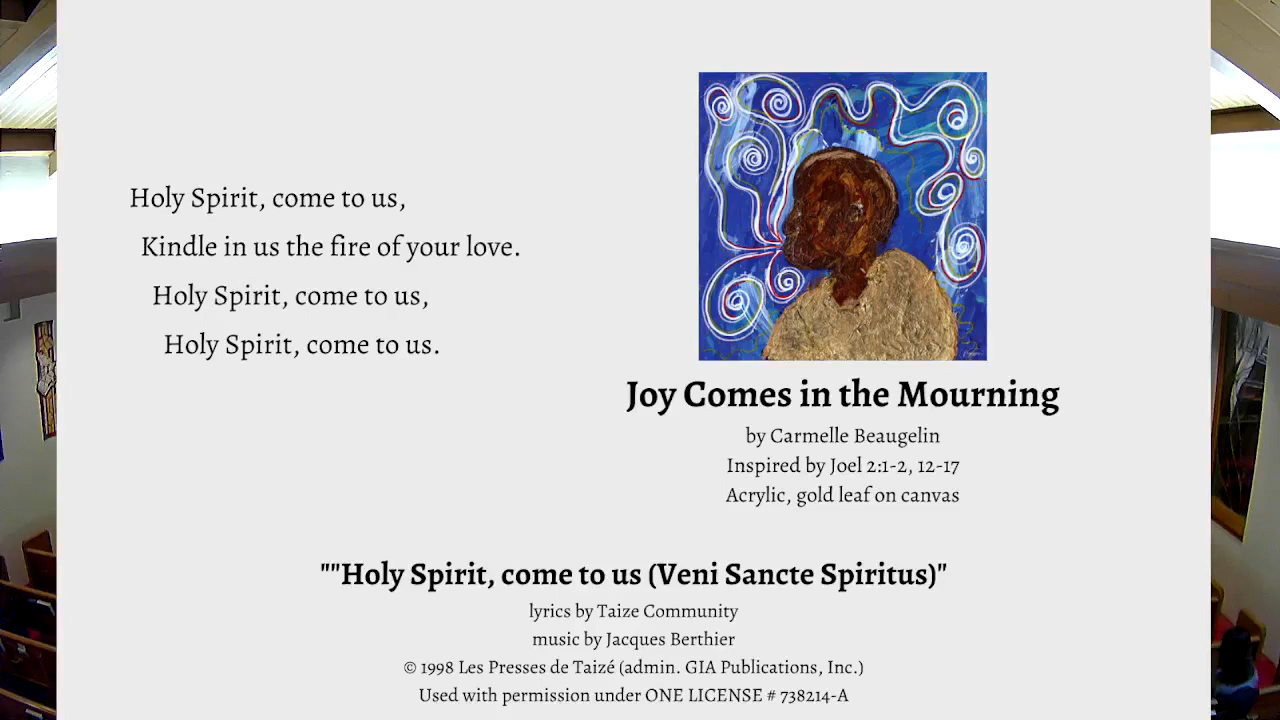 Holy Spirit, come to us,
Kindle in us the fire of your love.
Holy Spirit, come to us,
Holy Spirit, come to us.
Joy Comes in the Mourning
by Carmelle Beaugelin
Inspired by Joel 2:1-2, 12-17
Acrylic, gold leaf on canvas
""Holy Spirit, come to us (Veni Sancte Spiritus)"
lyrics by Taize Community
music by Jacques Berthier
© 1998 Les Presses de Taizé (admin. GIA Publications, Inc.)
Used with permission under ONE LICENSE # 738214-A